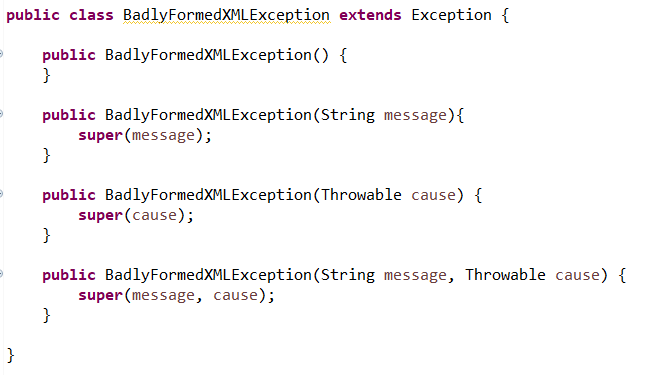 public class BadlyFormedXMLException extends Exception {
public BadlyFormedXMLException() {
}
public BadlyFormedXMLException(String message){
super(message);
}
public BadlyFormedXMLException(Throwable cause) {
super(cause);
}
public BadlyFormedXMLException(String message, Throwable cause) {
super(message, cause);
}
}